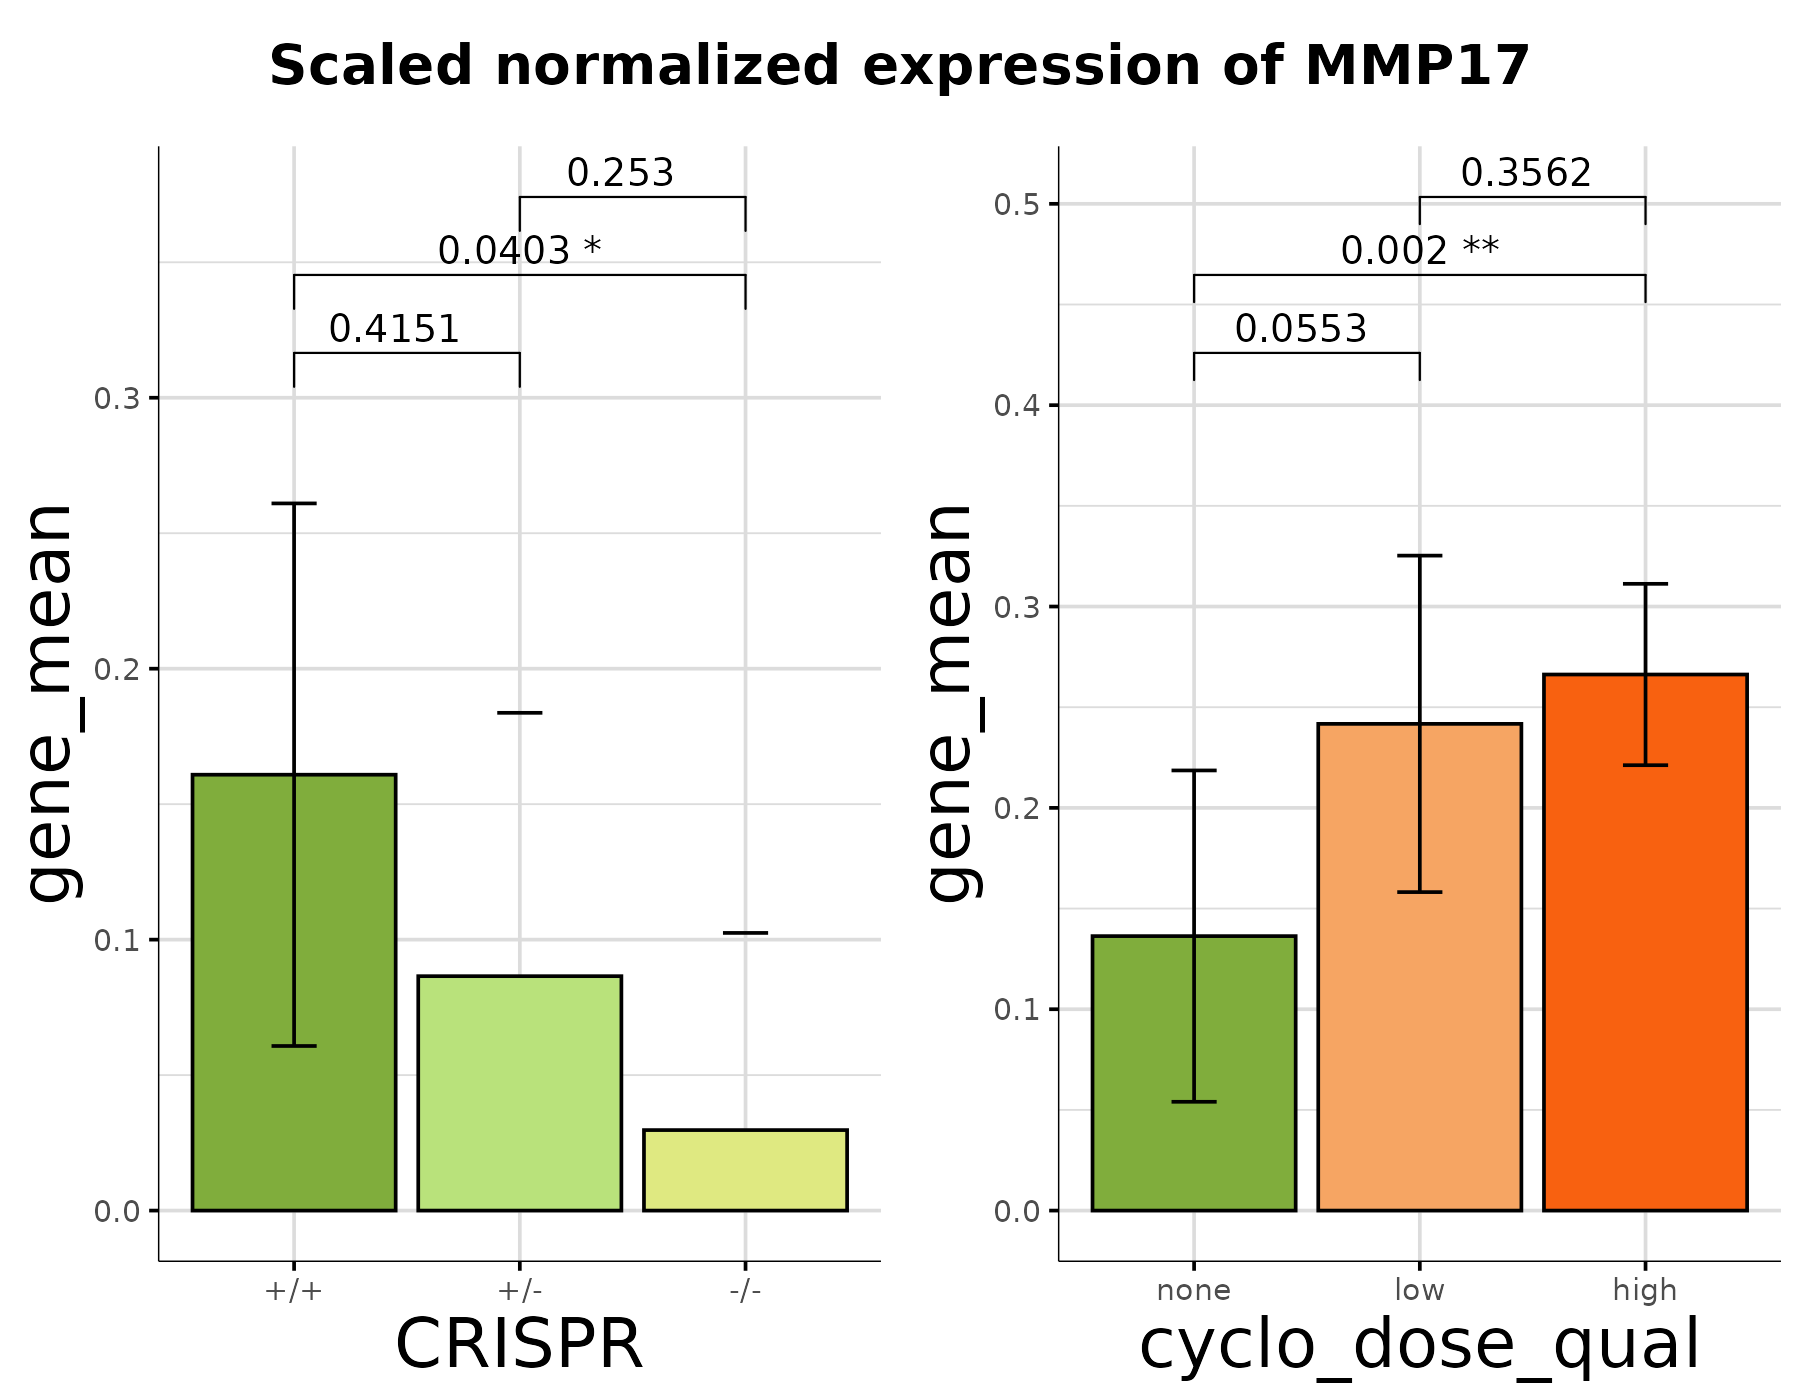 Scaled normalized expression of MMP17
0.253
0.0403 *
0.4151
0.3
0.2
0.1
0.0
gene_mean
+/+ +/- -/-
CRISPR
0.3562
0.002 **
0.0553
0.5
0.4
0.3
0.2
0.1
0.0
gene_mean
none low high
cyclo_dose_qual